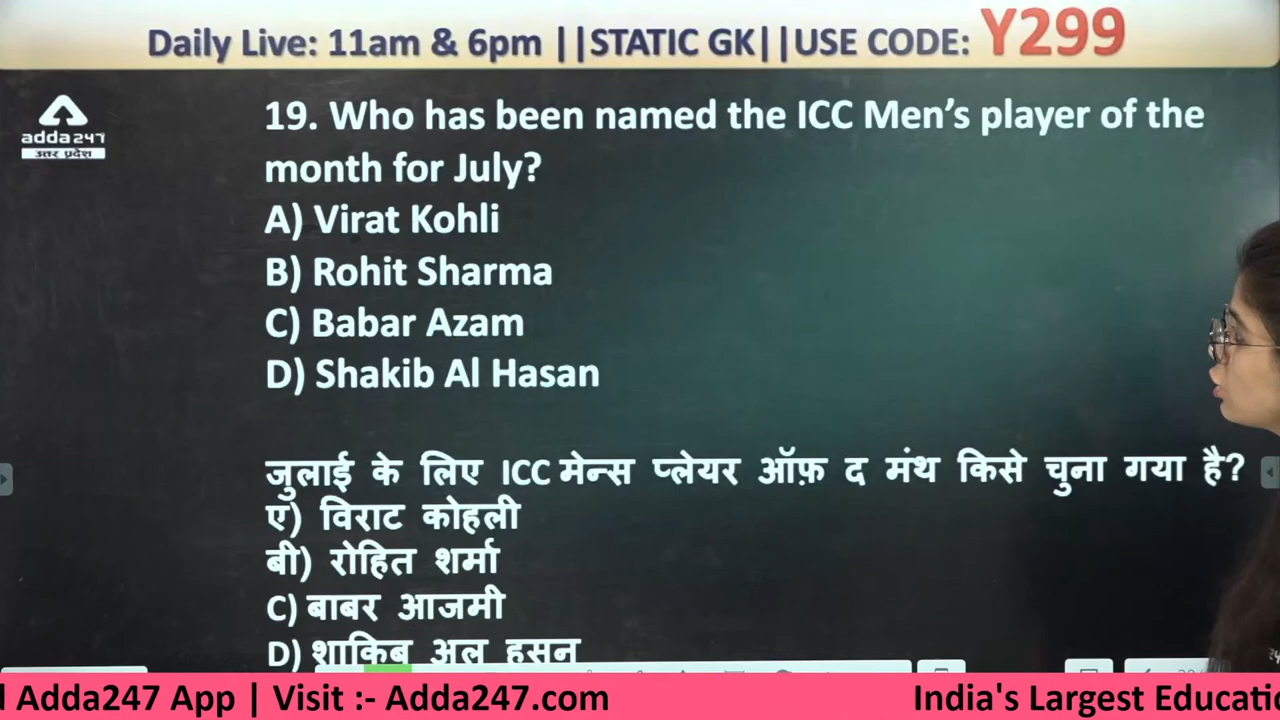 Daily Live: 11am & 6pm ||STATIC GK||USE CODE: Y299
adda247
उत्तर प्रदेश
19. Who has been named the ICC Men’s player of the
month for July?
A) Virat Kohli
B) Rohit Sharma
C) Babar Azam
D) Shakib Al Hasan
जुलाई के लिए ICC मेन्स प्लेयर ऑफ़ द मंथ किसे चुना गया है?
ए) विराट कोहली
बी) रोहित शर्मा
C) बाबर आजमी
D) शाकिब अल हसन
Adda247 App | Visit :- Adda247.com
India's Largest